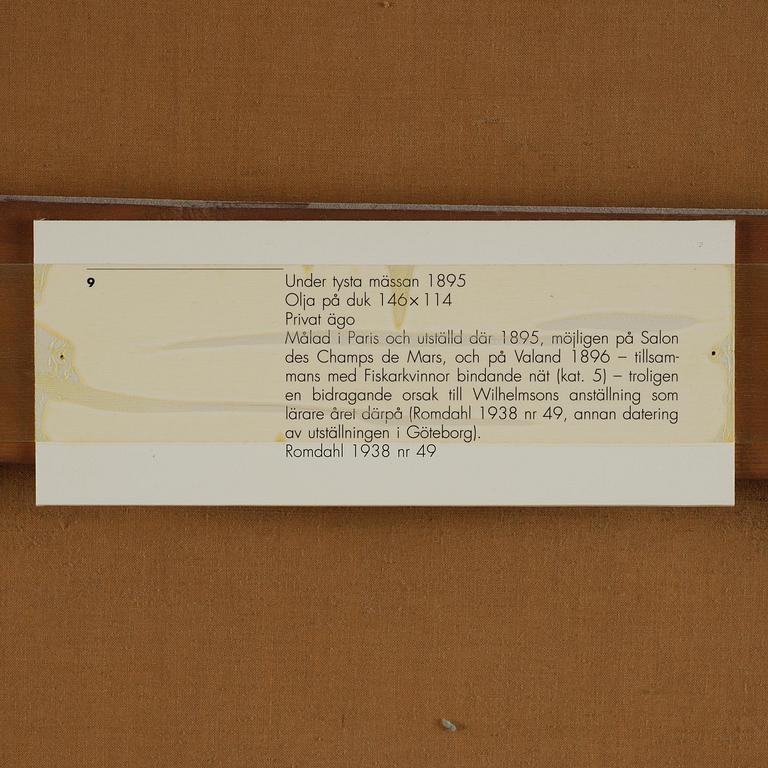 9
Under tysta mässan 1895
Olja på duk 146×114
Privat ägo
Målad i Paris och utställd där 1895, möjligen på Salon
des Champs de Mars, och på Valand 1896 – tillsam-
mans med Fiskarkvinnor bindande nät (kat. 5) – troligen
en bidragande orsak till Wilhelmsons anställning som
lärare året därpå (Romdahl 1938 nr 49, annan datering
av utställningen i Göteborg).
Romdahl 1938 nr 49